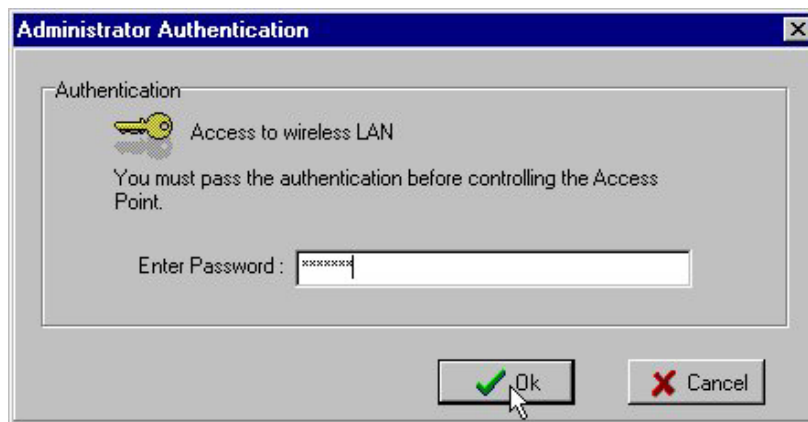 Administrator Authentication
Authentication
Access to wireless LAN
You must pass the authentication before controlling the Access
Point.
Enter Password : *******
Ok
Cancel